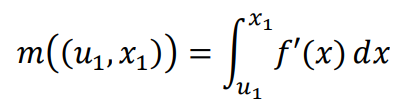 m((u₁, x₁)) = ∫_{u₁}^{x₁} f′(x) dx